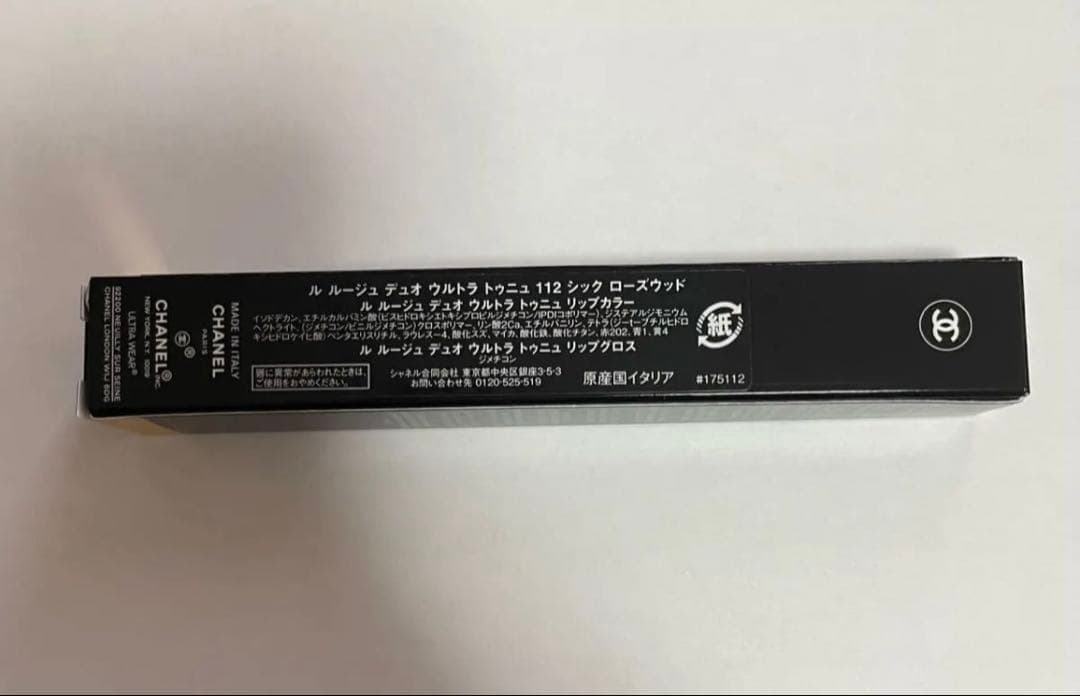 ル ルージュ デュオ ウルトラ トゥニュ 112 シック ローズウッド
ル ルージュ デュオ ウルトラ トゥニュ リップカラー
イソドデカン、エチルカルバミン酸(ビスヒドロキシエトキシプロピルジメチコン/IPDI(コポリマー)、ジステアルジモニウム
ヘクトライト、(ジメチコン/ビニルジメチコン)クロスポリマー、リン酸2Ca、エチルバニリン、テトラ(ジ-t-ブチルヒドロ
キシヒドロケイヒ酸)ペンタエリスリチル、ラウレス-4、酸化スズ、マイカ、酸化鉄、酸化チタン、赤202、青1、黄4
ル ルージュ デュオ ウルトラ トゥニュ リップグロス
ジメチコン
唇に異常があらわれたときは、
ご使用をおやめください。
シャネル合同会社 東京都中央区銀座3-5-3
お問い合わせ先 0120-525-519
原産国イタリア
#175112
紙
MADE IN ITALY
CHANEL
PARIS
CHANEL® INC.
NEW YORK, N.Y. 10019
ULTRA WEAR®
92200 NEUILLY SUR SEINE
CHANEL LONDON W1J 6DG